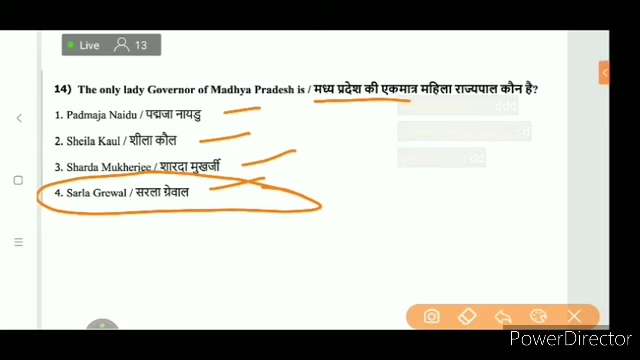 Live 13
14) The only lady Governor of Madhya Pradesh is / मध्य प्रदेश की एकमात्र महिला राज्यपाल कौन है?
1. Padmaja Naidu / पद्मजा नायडु
2. Sheila Kaul / शीला कौल
3. Sharda Mukherjee / शारदा मुखर्जी
4. Sarla Grewal / सरला ग्रेवाल
PowerDirector